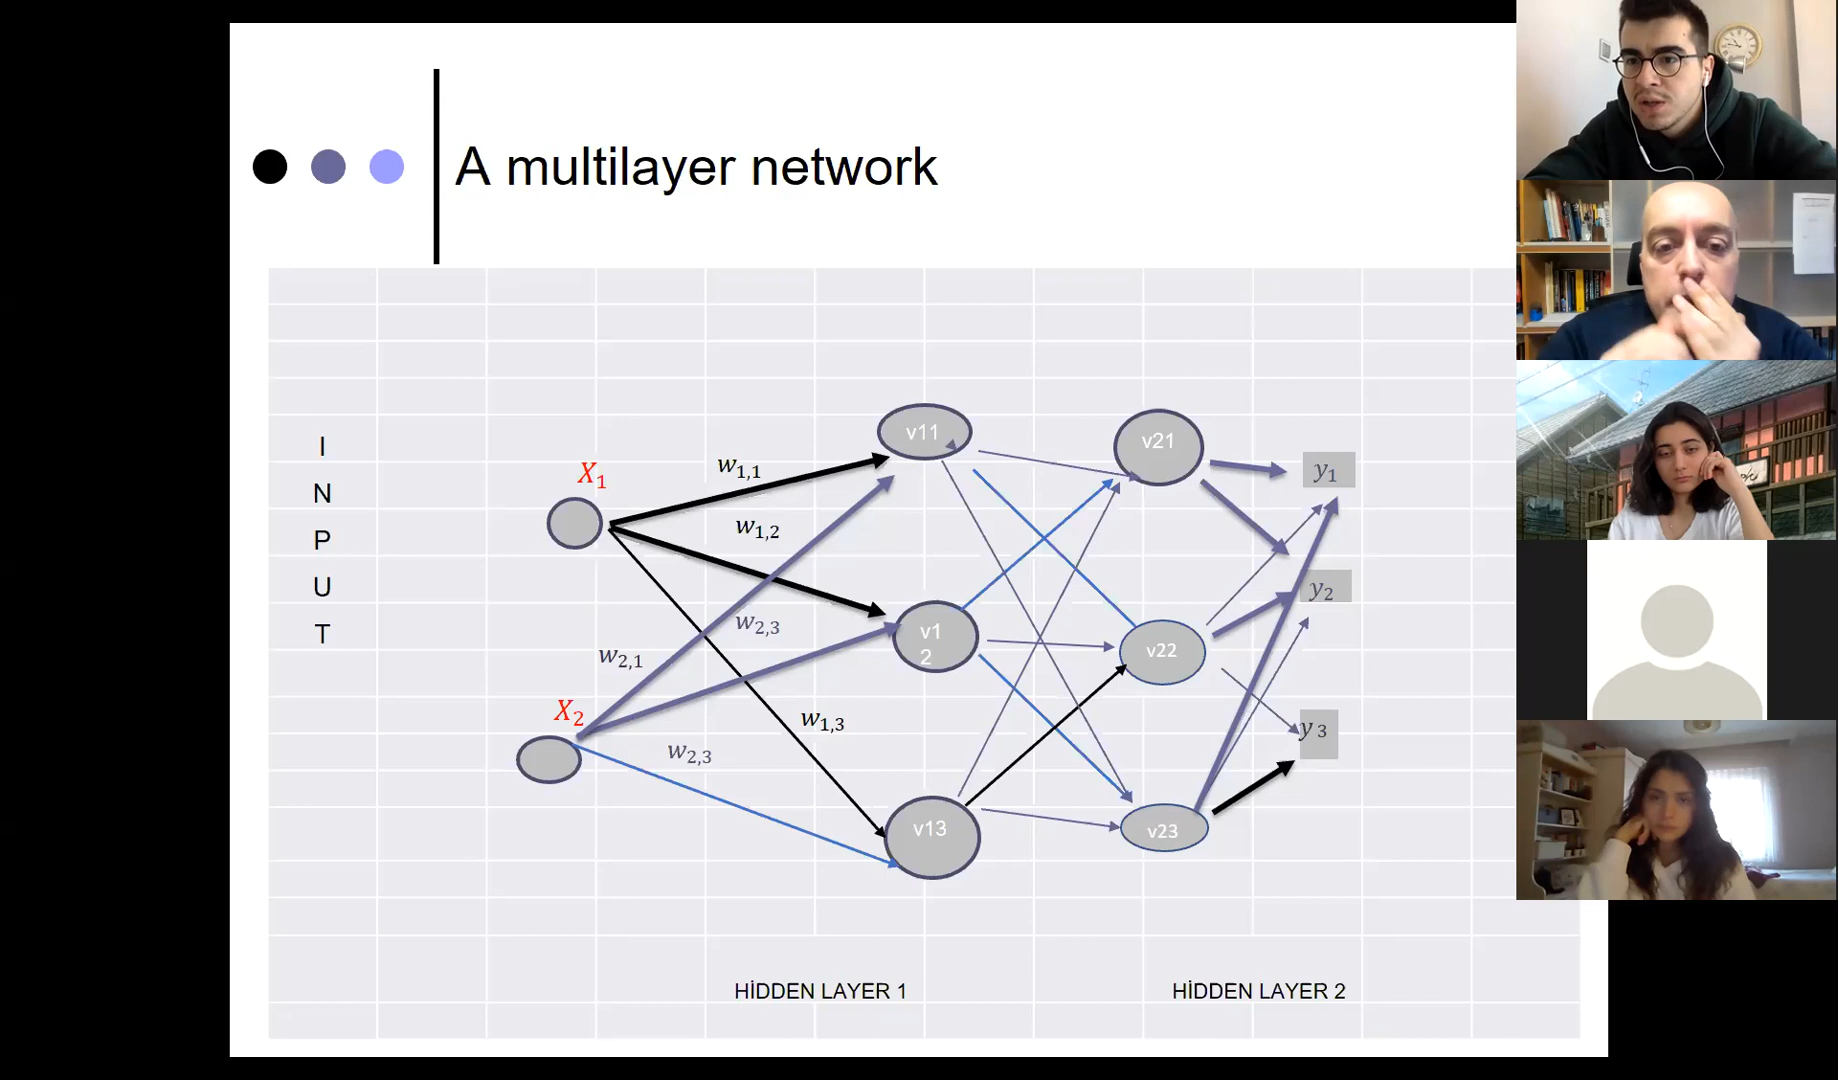 A multilayer network
I
N
P
U
T
X₁
X₂
w₁,₁
w₁,₂
w₂,₃
w₂,₁
w₁,₃
w₂,₃
v11
v1
2
v13
v21
v22
v23
y₁
y₂
y 3
HİDDEN LAYER 1
HİDDEN LAYER 2